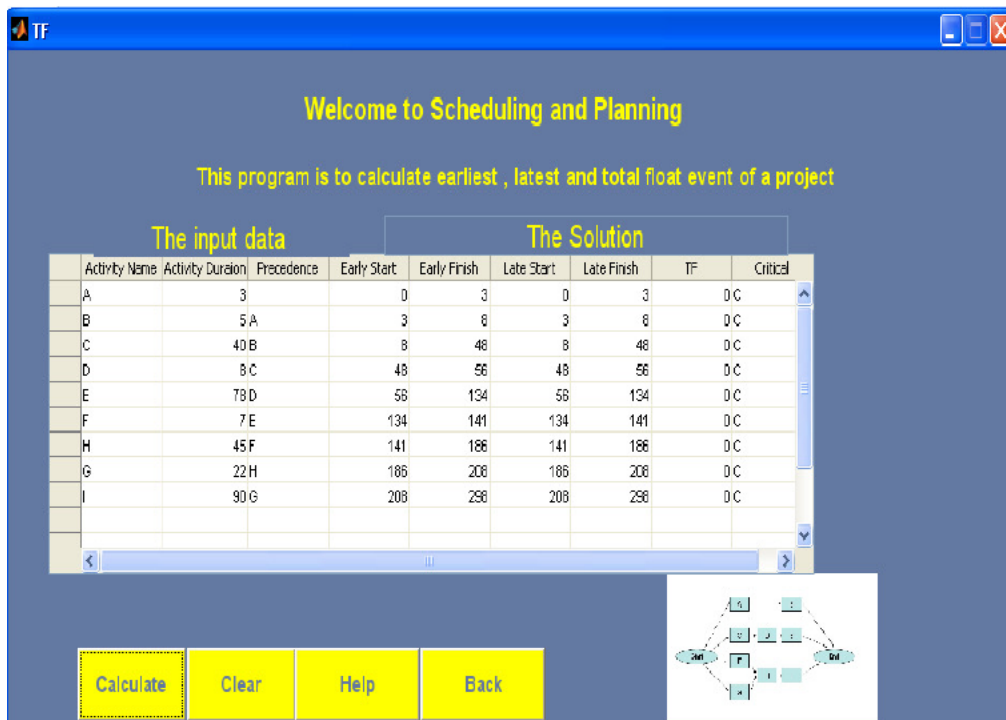 TF
Welcome to Scheduling and Planning
This program is to calculate earliest , latest and total float event of a project
The input data The Solution
Activity Name Activity Duraion Precedence Early Start Early Finish Late Start Late Finish TF Critical
A 3 0 3 0 3 0 C
B 5 A 3 8 3 8 0 C
C 40 B 8 48 8 48 0 C
D 8 C 48 56 48 56 0 C
E 78 D 56 134 56 134 0 C
F 7 E 134 141 134 141 0 C
H 45 F 141 186 141 186 0 C
G 22 H 186 208 186 208 0 C
I 90 G 208 298 208 298 0 C
Start End
Calculate Clear Help Back